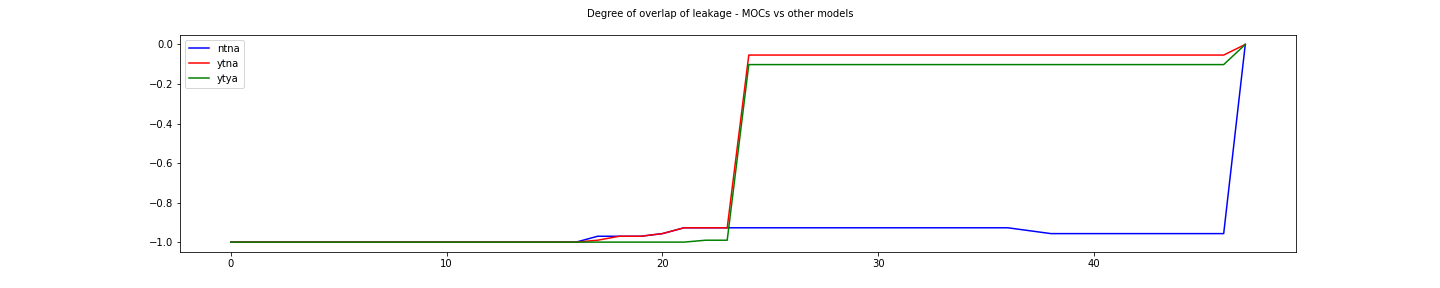 Degree of overlap of leakage - MOCs vs other models
ntna
ytna
ytya
0.0
−0.2
−0.4
−0.6
−0.8
−1.0
0 10 20 30 40